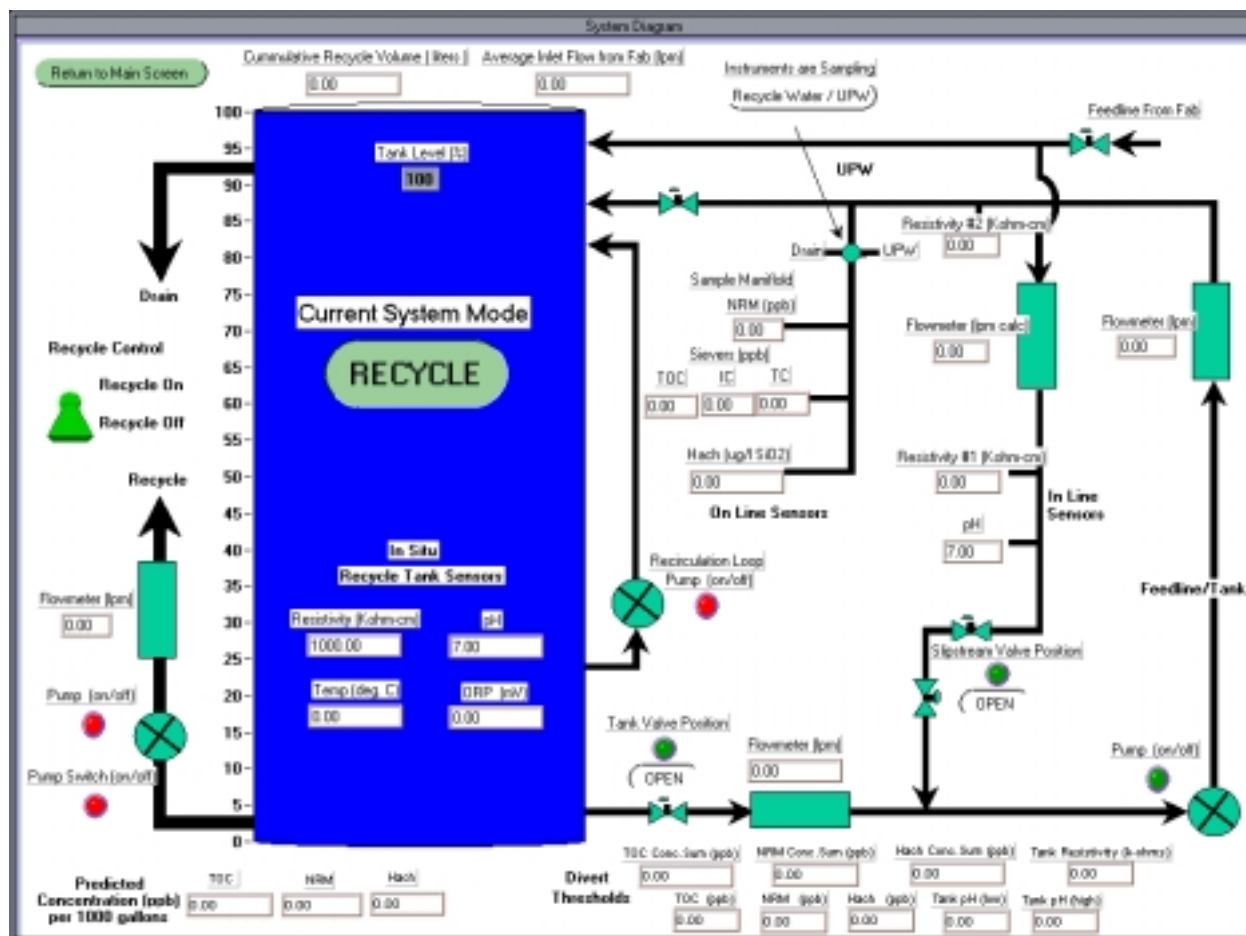 System Diagram
Return to Main Screen
Cummulative Recycle Volume ( liters )
0.00
Average Inlet Flow from Fab (lpm)
0.00
Instruments are Sampling
Recycle Water / UPW
Feedline From Fab
100
95
90
85
80
75
70
65
60
55
50
45
40
35
30
25
20
15
10
5
0
Tank Level (%)
100
UPW
Drain
Resistivity #2 (Kohm-cm)
0.00
Drain
UPW
Sample Manifold
NRM (ppb)
0.00
Current System Mode
RECYCLE
Flowmeter (lpm calc)
0.00
Flowmeter (lpm)
0.00
Recycle Control
Recycle On
Recycle Off
Sievers (ppb)
TOC
IC
TC
0.00
0.00
0.00
Hach (ug/l SiO2)
0.00
On Line Sensors
Resistivity #1 (Kohm-cm)
0.00
In Line
Sensors
pH
7.00
Recycle
In Situ
Recycle Tank Sensors
Recirculation Loop
Pump (on/off)
Feedline/Tank
Flowmeter (lpm)
0.00
Resistivity (Kohm-cm)
1000.00
pH
7.00
Temp (deg. C)
0.00
ORP (mV)
0.00
Slipstream Valve Position
OPEN
Pump (on/off)
Pump Switch (on/off)
Tank Valve Position
OPEN
Flowmeter (lpm)
0.00
Pump (on/off)
Predicted
Concentration (ppb)
per 1000 gallons
TOC
0.00
NRM
0.00
Hach
0.00
Divert
Thresholds
TOC Conc. Sum (ppb)
0.00
NRM Conc. Sum (ppb)
0.00
Hach Conc. Sum (ppb)
0.00
Tank Resistivity (k-ohms)
0.00
TOC (ppb)
0.00
NRM (ppb)
0.00
Hach (ppb)
0.00
Tank pH (low)
0.00
Tank pH (high)
0.00